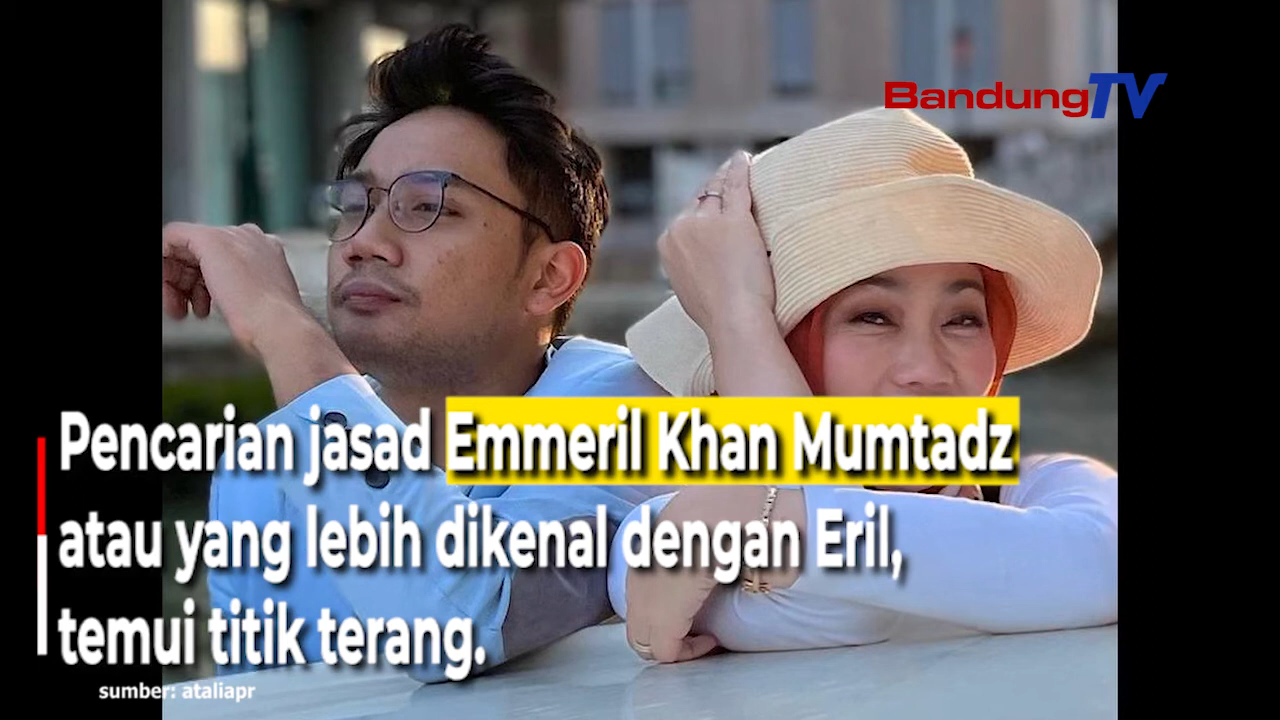 BandungTV
Pencarian jasad Emmeril Khan Mumtadz
atau yang lebih dikenal dengan Eril,
temui titik terang.
sumber: ataliapr